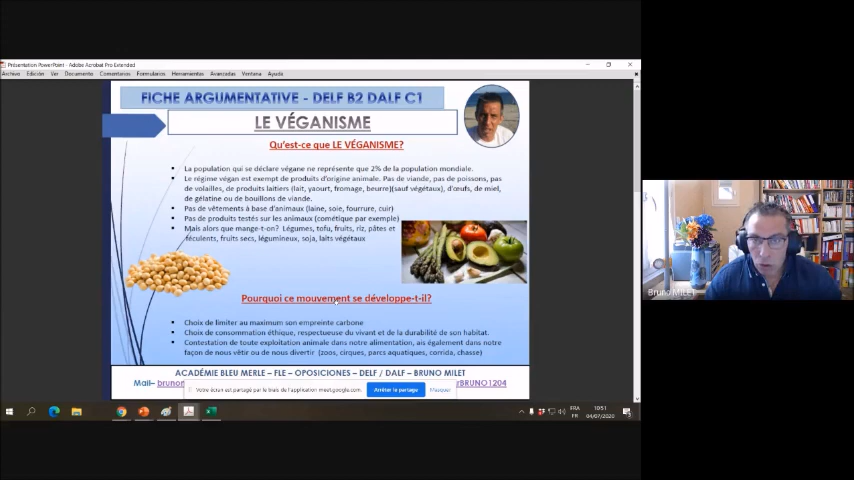 Présentation PowerPoint - Adobe Acrobat Pro Extended
Archivo Edición Ver Documento Comentarios Formularios Herramientas Avanzadas Ventana Ayuda
FICHE ARGUMENTATIVE - DELF B2 DALF C1
LE VÉGANISME
Qu'est-ce que LE VÉGANISME?
La population qui se déclare végane ne représente que 2% de la population mondiale.
Le régime végan est exempt de produits d'origine animale. Pas de viande, pas de poissons, pas
de volailles, de produits laitiers (lait, yaourt, fromage, beurre)(sauf végétaux), d'œufs, de miel,
de gélatine ou de bouillons de viande.
Pas de vêtements à base d'animaux (laine, soie, fourrure, cuir)
Pas de produits testés sur les animaux (cométique par exemple)
Mais alors que mange-t-on? Légumes, tofu, fruits, riz, pâtes et
féculents, fruits secs, légumineux, soja, laits végétaux
Pourquoi ce mouvement se développe-t-il?
Choix de limiter au maximum son empreinte carbone
Choix de consommation éthique, respectueuse du vivant et de la durabilité de son habitat.
Contestation de toute exploitation animale dans notre alimentation, ais également dans notre
façon de nous vêtir ou de nous divertir (zoos, cirques, parcs aquatiques, corrida, chasse)
ACADÉMIE BLEU MERLE – FLE – OPOSICIONES – DELF / DALF – BRUNO MILET
Mail– brunor
rBRUNO1204
Votre écran est partagé par le biais de l'application meet.google.com.
Arrêter le partage
Masquer
Bruno MILET
FRA
FR
10:51
04/07/2020